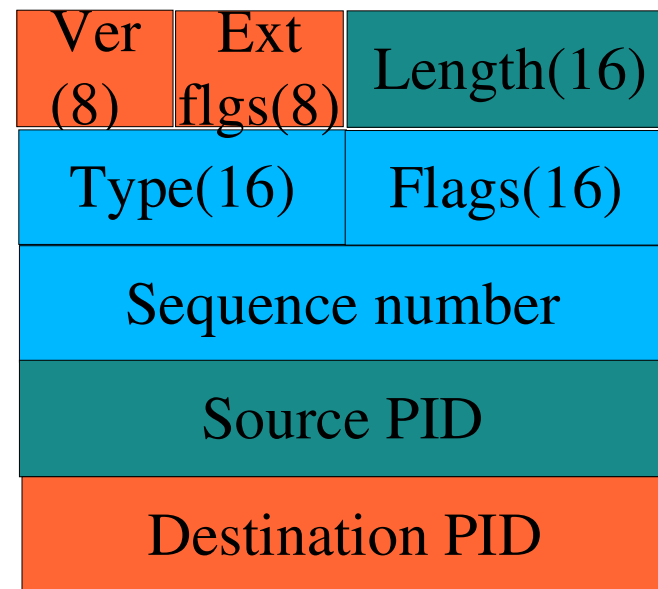 Ver
(8)
Ext
flgs(8)
Length(16)
Type(16)
Flags(16)
Sequence number
Source PID
Destination PID